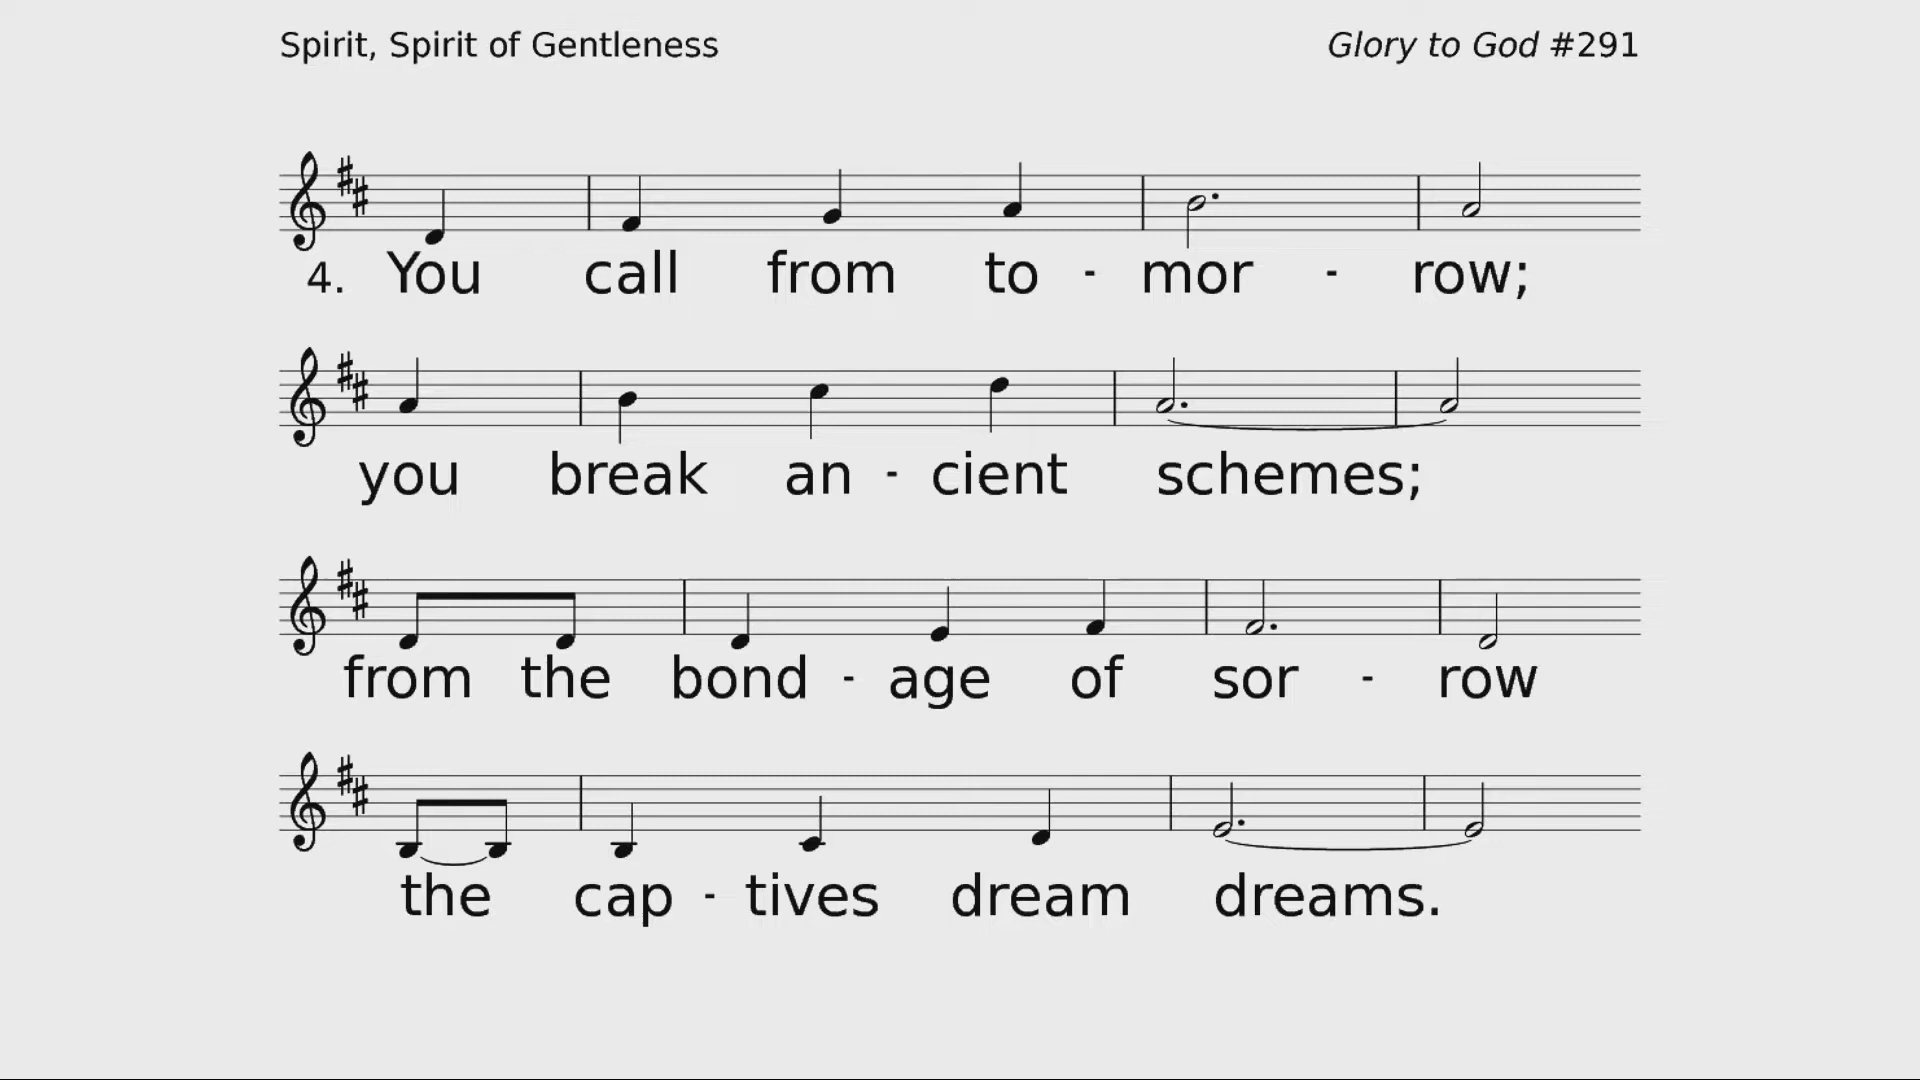 Spirit, Spirit of Gentleness Glory to God #291
4. You call from to - mor - row;
you break an - cient schemes;
from the bond - age of sor - row
the cap - tives dream dreams.